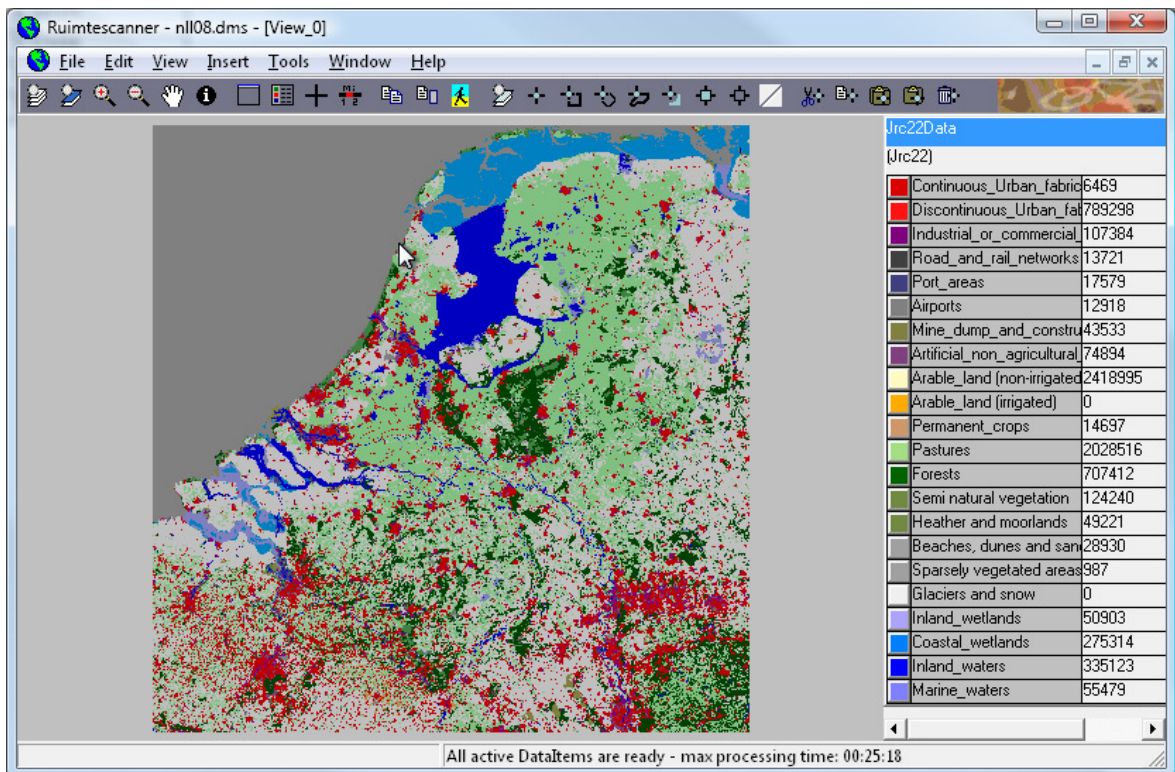 Ruimtescanner - nll08.dms - [View_0]
File Edit View Insert Tools Window Help
Jrc22Data
(Jrc22)
Continuous_Urban_fabric 6469
Discontinuous_Urban_fab 789298
Industrial_or_commercial_ 107384
Road_and_rail_networks 13721
Port_areas 17579
Airports 12918
Mine_dump_and_constru 43533
Artificial_non_agricultural_ 74894
Arable_land (non-irrigated 2418995
Arable_land (irrigated) 0
Permanent_crops 14697
Pastures 2028516
Forests 707412
Semi natural vegetation 124240
Heather and moorlands 49221
Beaches, dunes and san 28930
Sparsely vegetated areas 987
Glaciers and snow 0
Inland_wetlands 50903
Coastal_wetlands 275314
Inland_waters 335123
Marine_waters 55479
All active DataItems are ready - max processing time: 00:25:18